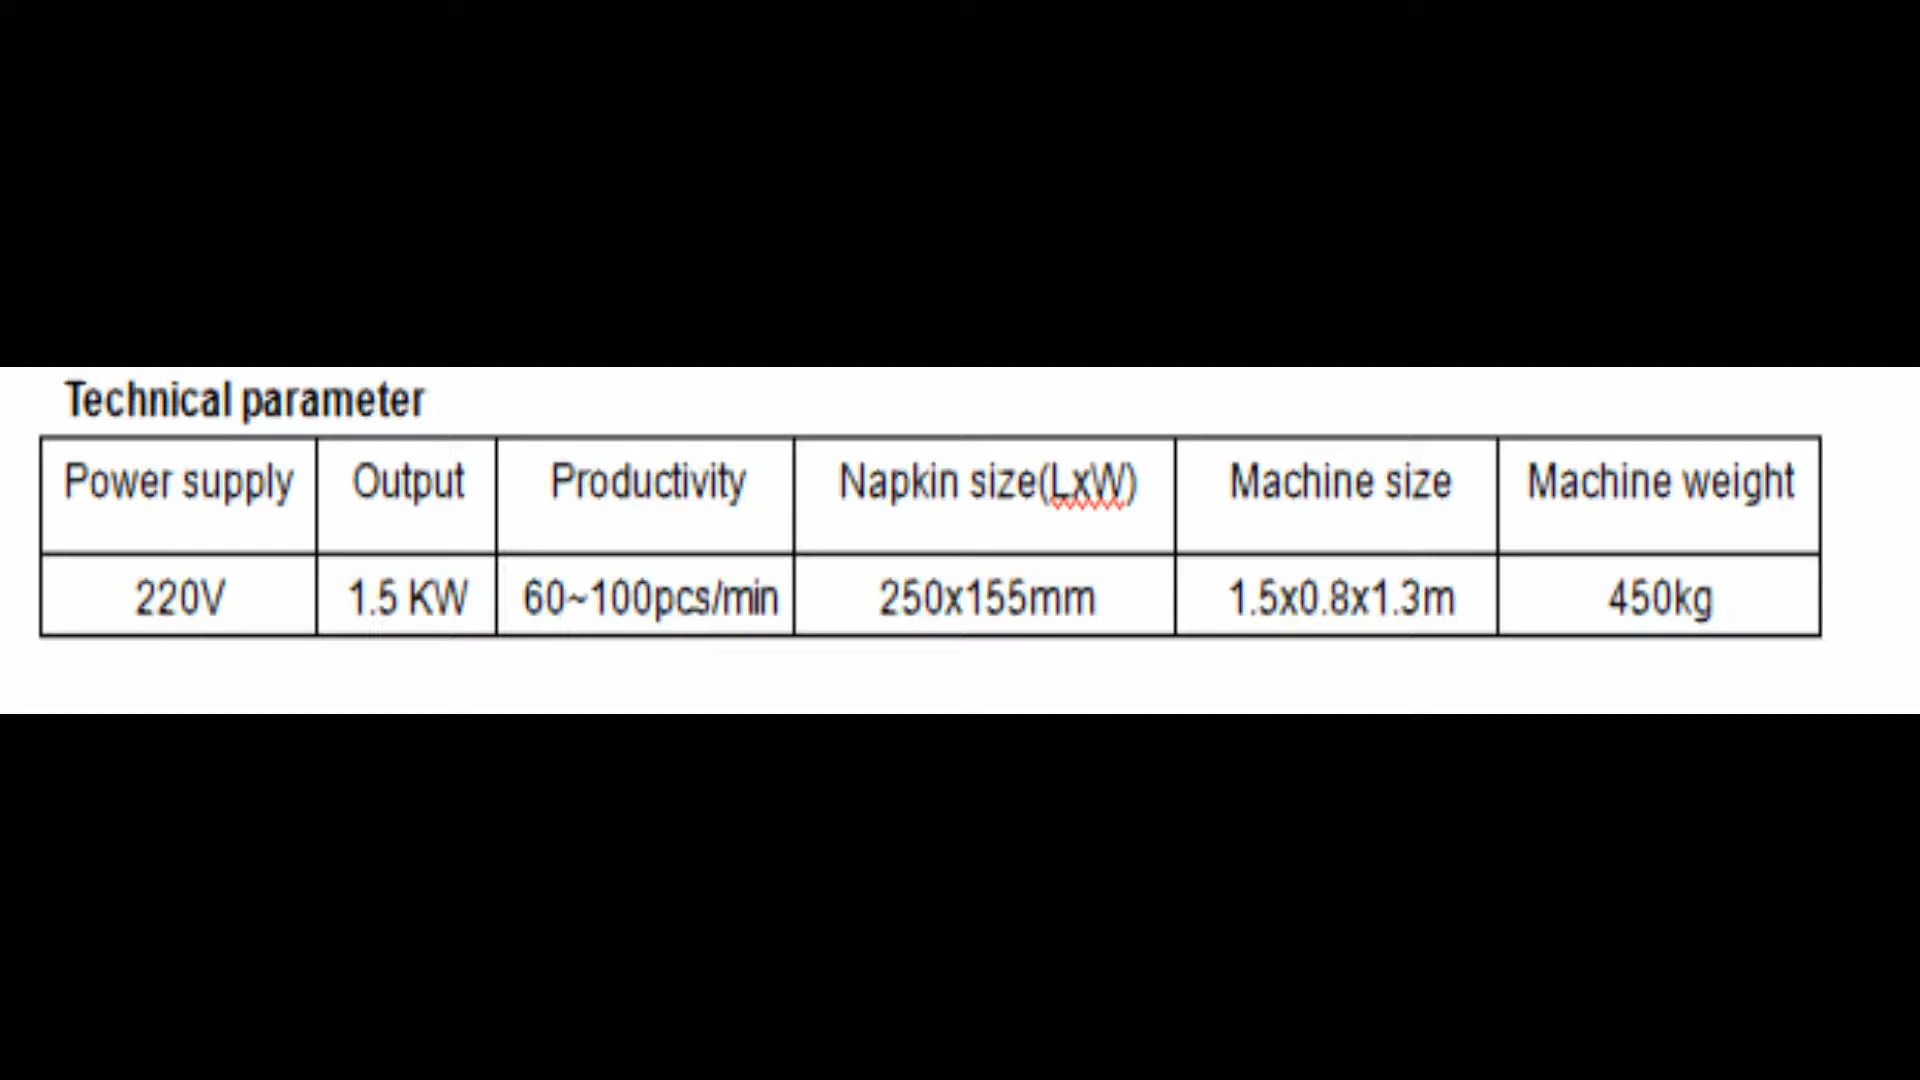 Technical parameter
Power supply Output Productivity Napkin size(LxW) Machine size Machine weight
220V 1.5 KW 60~100pcs/min 250x155mm 1.5x0.8x1.3m 450kg